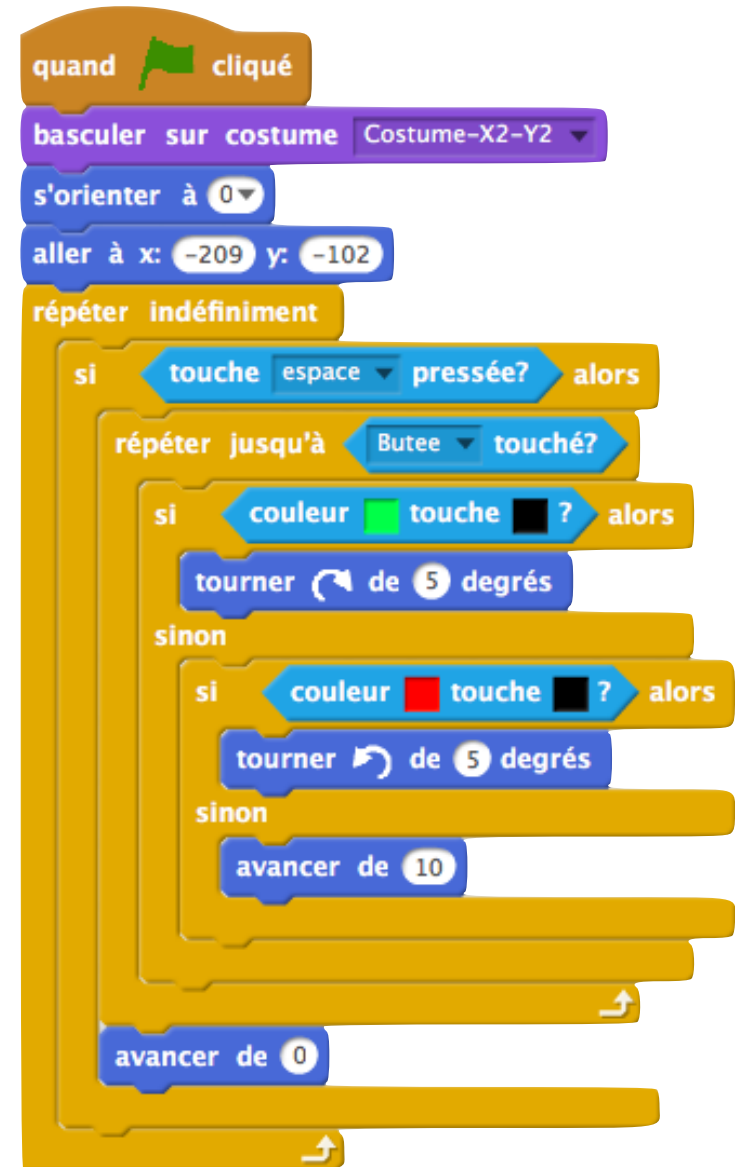 quand cliqué
basculer sur costume Costume-X2-Y2
s'orienter à 0
aller à x: -209 y: -102
répéter indéfiniment
si touche espace pressée? alors
répéter jusqu'à Butee touché?
si couleur touche ? alors
tourner de 5 degrés
sinon
si couleur touche ? alors
tourner de 5 degrés
sinon
avancer de 10
avancer de 0